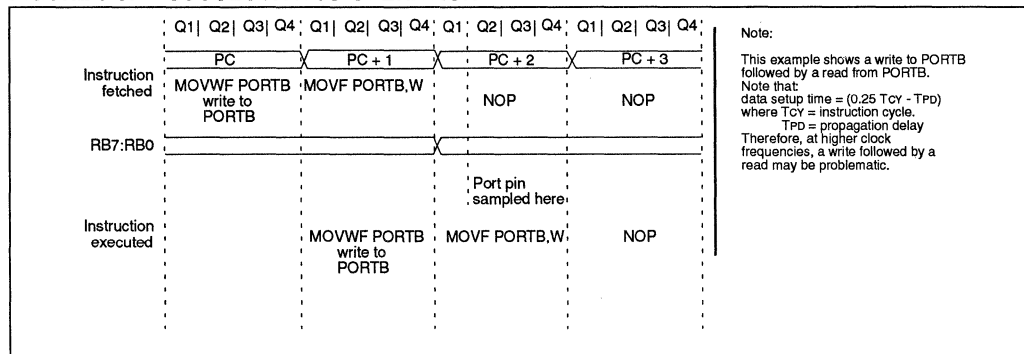 Q1| Q2| Q3| Q4 Q1| Q2| Q3| Q4 Q1| Q2| Q3| Q4 Q1| Q2| Q3| Q4
PC PC + 1 PC + 2 PC + 3
Instruction
fetched
MOVWF PORTB
write to
PORTB
MOVF PORTB,W
NOP
NOP
RB7:RB0
Port pin
sampled here
Instruction
executed
MOVWF PORTB
write to
PORTB
MOVF PORTB,W
NOP
Note:
This example shows a write to PORTB
followed by a read from PORTB.
Note that:
data setup time = (0.25 TCY - TPD)
where TCY = instruction cycle.
TPD = propagation delay
Therefore, at higher clock
frequencies, a write followed by a
read may be problematic.